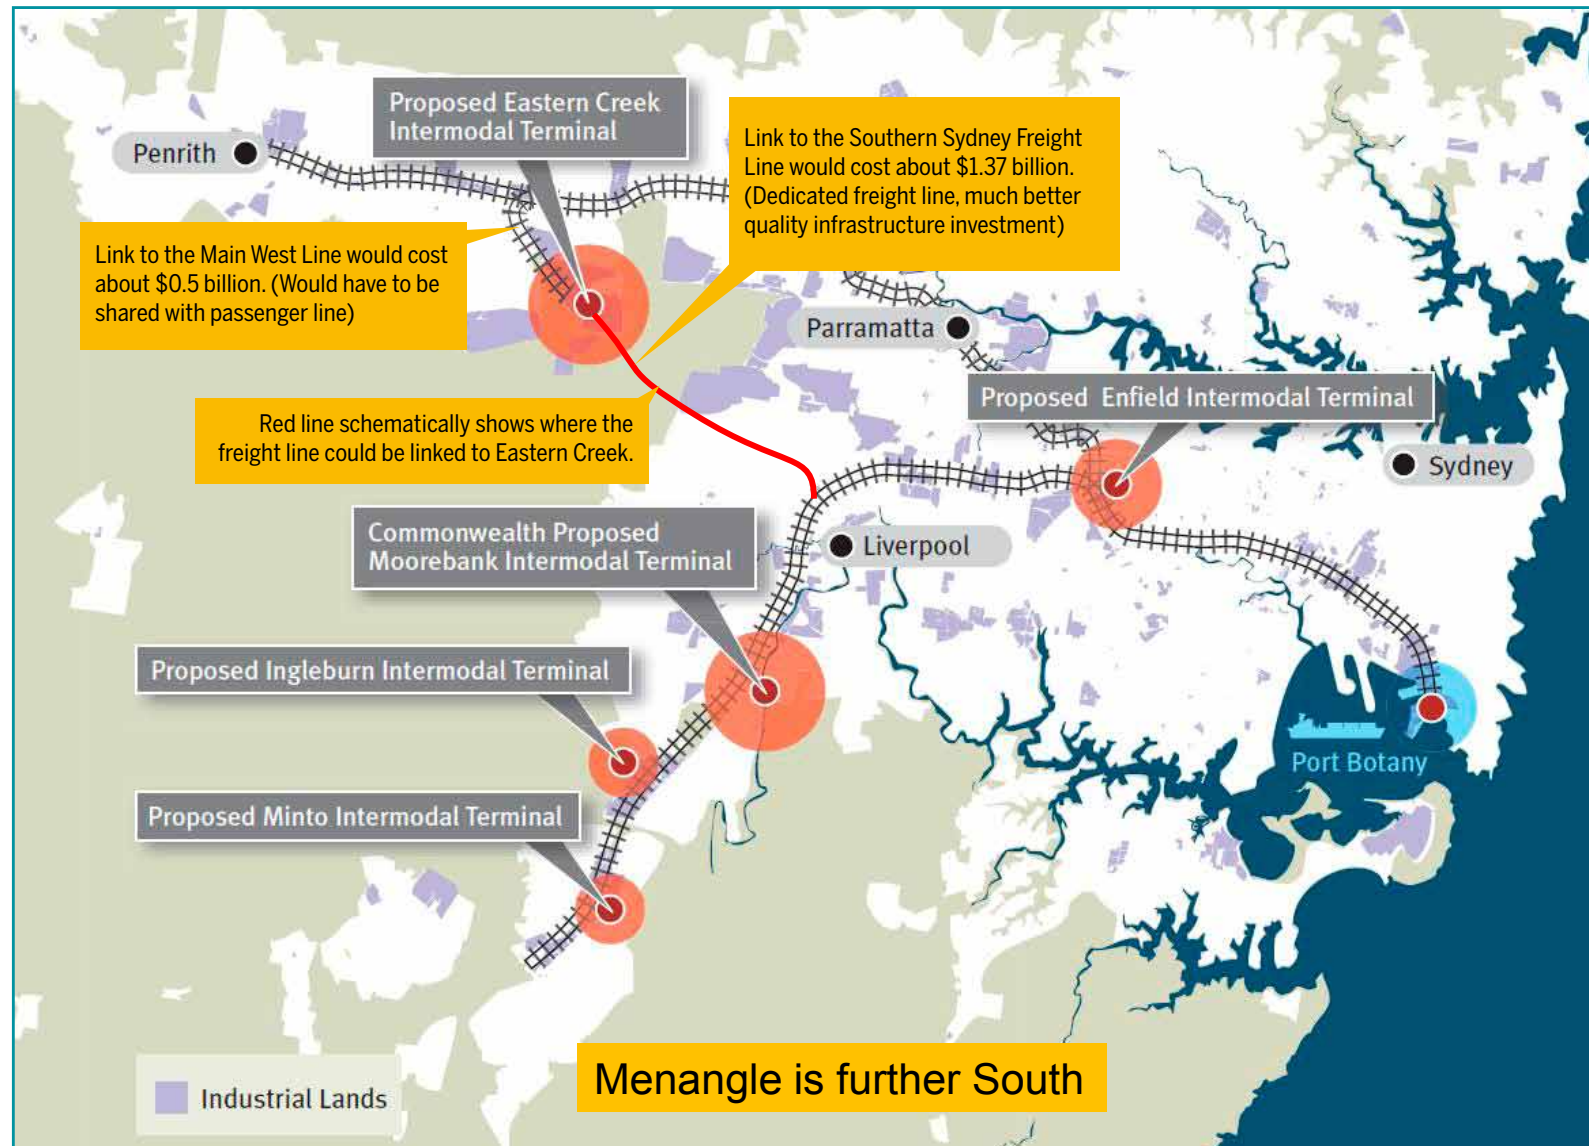 Proposed Eastern Creek
Intermodal Terminal
Penrith
Link to the Southern Sydney Freight
Line would cost about $1.37 billion.
(Dedicated freight line, much better
quality infrastructure investment)
Link to the Main West Line would cost
about $0.5 billion. (Would have to be
shared with passenger line)
Parramatta
Proposed Enfield Intermodal Terminal
Red line schematically shows where the
freight line could be linked to Eastern Creek.
Sydney
Commonwealth Proposed
Moorebank Intermodal Terminal
Liverpool
Proposed Ingleburn Intermodal Terminal
Port Botany
Proposed Minto Intermodal Terminal
Menangle is further South
Industrial Lands